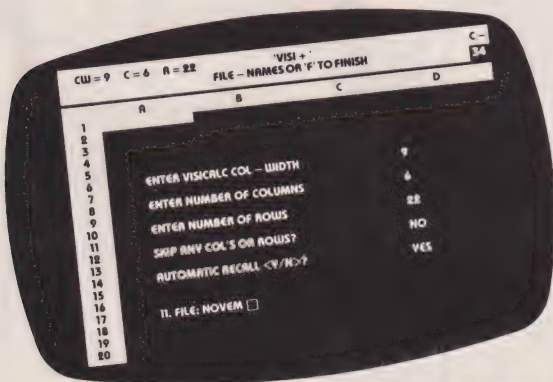 C–
CW = 9 C = 6 R = 22 'VISI + ' 34
FILE – NAMES OR 'F' TO FINISH
A B C D
1
2
3
4
5
6
7
8
9
10
11
12
13
14
15
16
17
18
19
20
ENTER VISICALC COL – WIDTH 9
ENTER NUMBER OF COLUMNS 6
ENTER NUMBER OF ROWS 22
SKIP ANY COL'S OR ROWS? NO
AUTOMATIC RECALL <Y/N>? YES
11. FILE: NOVEM